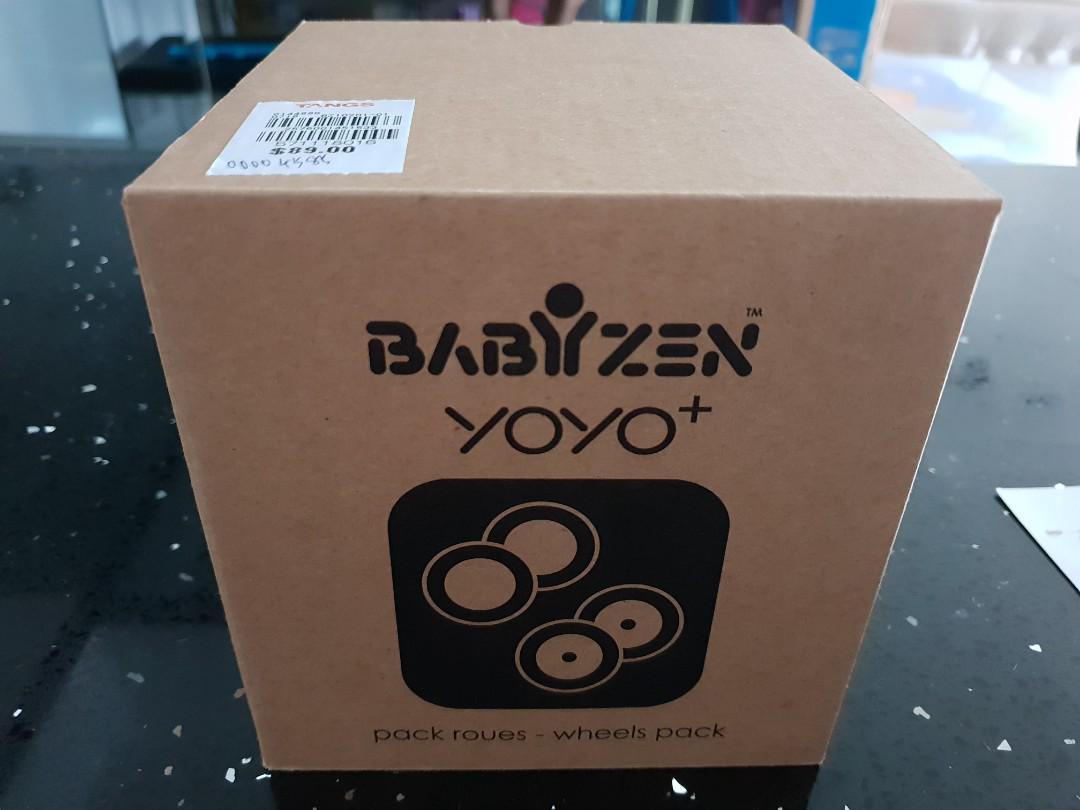 TANGS
$89.00
BABYZEN™
YOYO+
pack roues - wheels pack